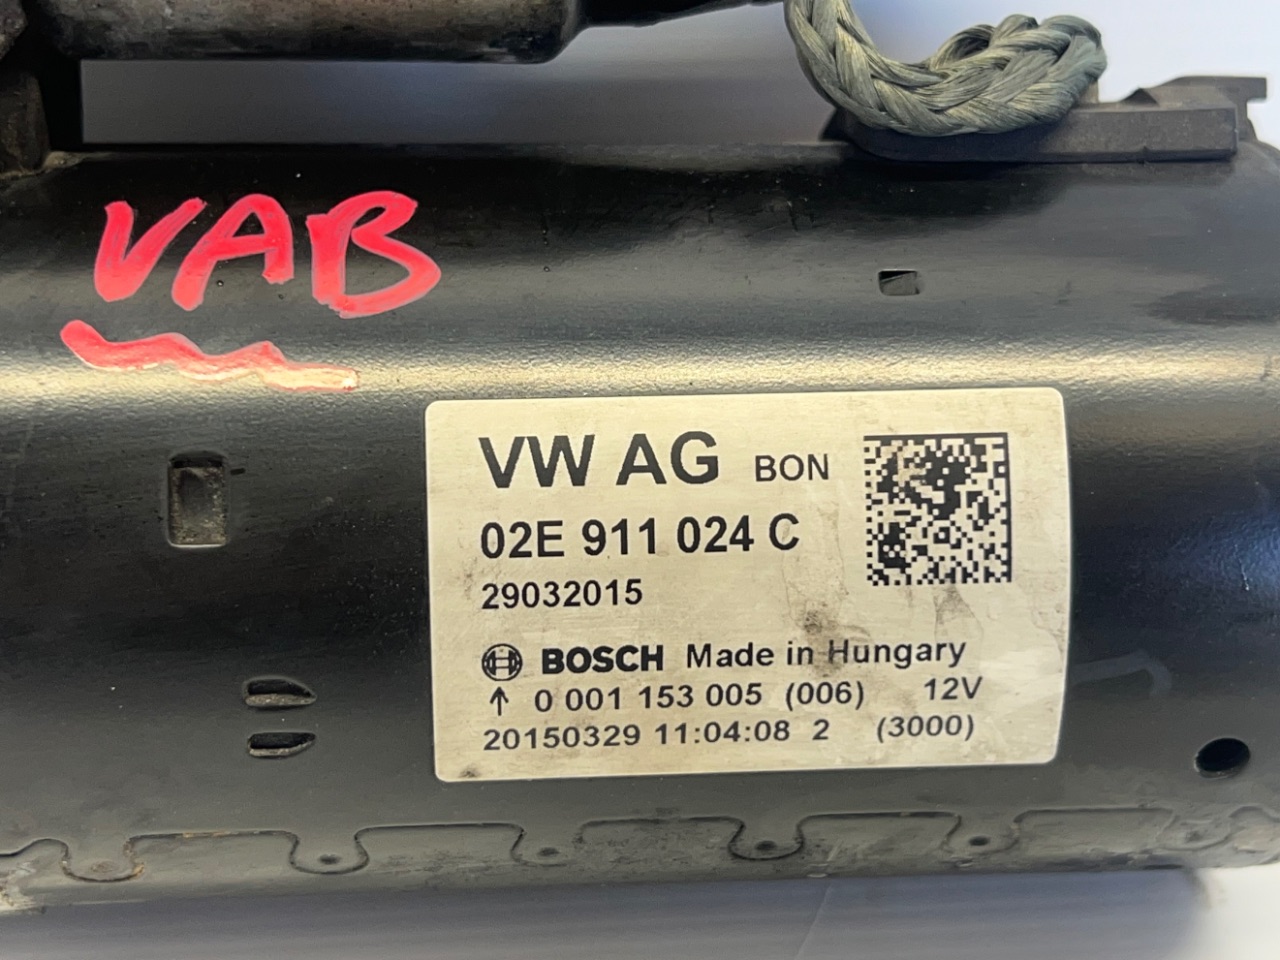 VAB
VW AG BON
02E 911 024 C
29032015
BOSCH Made in Hungary
↑ 0 001 153 005 (006) 12V
20150329 11:04:08 2 (3000)